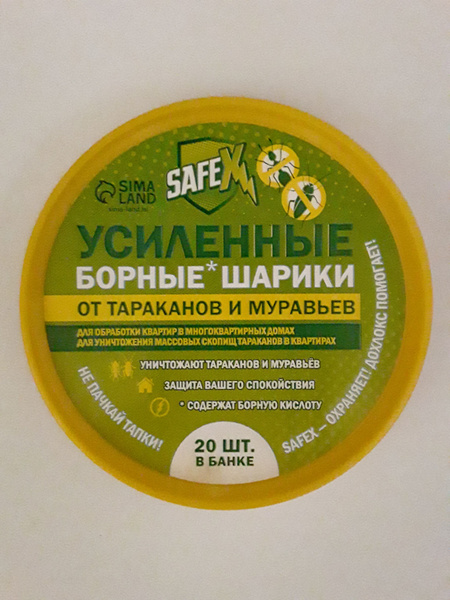 SIMA
LAND
www.sima-land.ru
SAFEX
УСИЛЕННЫЕ
БОРНЫЕ* ШАРИКИ
ОТ ТАРАКАНОВ И МУРАВЬЕВ
ДЛЯ ОБРАБОТКИ КВАРТИР В МНОГОКВАРТИРНЫХ ДОМАХ
ДЛЯ УНИЧТОЖЕНИЯ МАССОВЫХ СКОПИЩ ТАРАКАНОВ В КВАРТИРАХ
УНИЧТОЖАЮТ ТАРАКАНОВ И МУРАВЬЁВ
ЗАЩИТА ВАШЕГО СПОКОЙСТВИЯ
* СОДЕРЖАТ БОРНУЮ КИСЛОТУ
НЕ ПАЧКАЙ ТАПКИ!
20 ШТ.
В БАНКЕ
SAFEX – ОХРАНЯЕТ! ДОХЛОКС ПОМОГАЕТ!